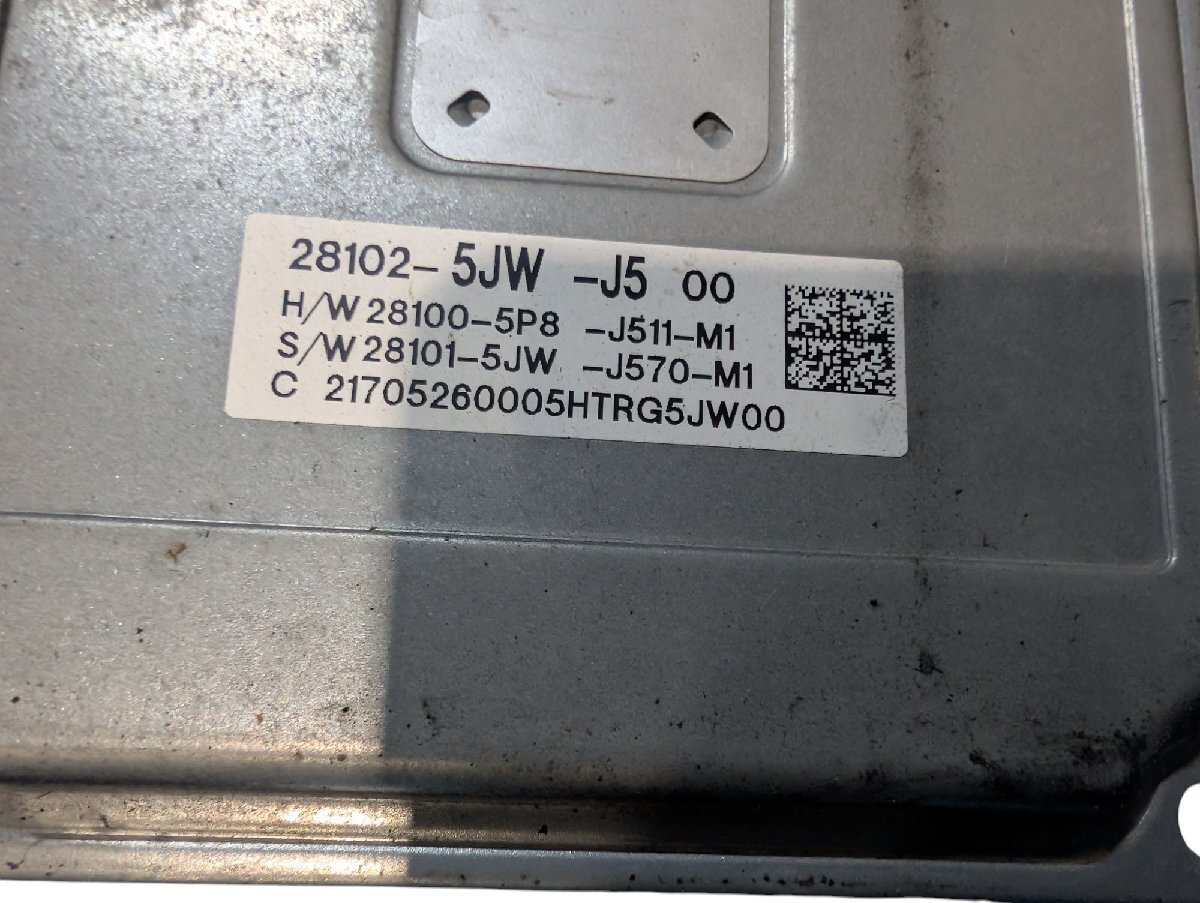 28102- 5JW -J5 00
H/W 28100-5P8 -J511-M1
S/W 28101-5JW -J570-M1
C 21705260005HTRG5JW00